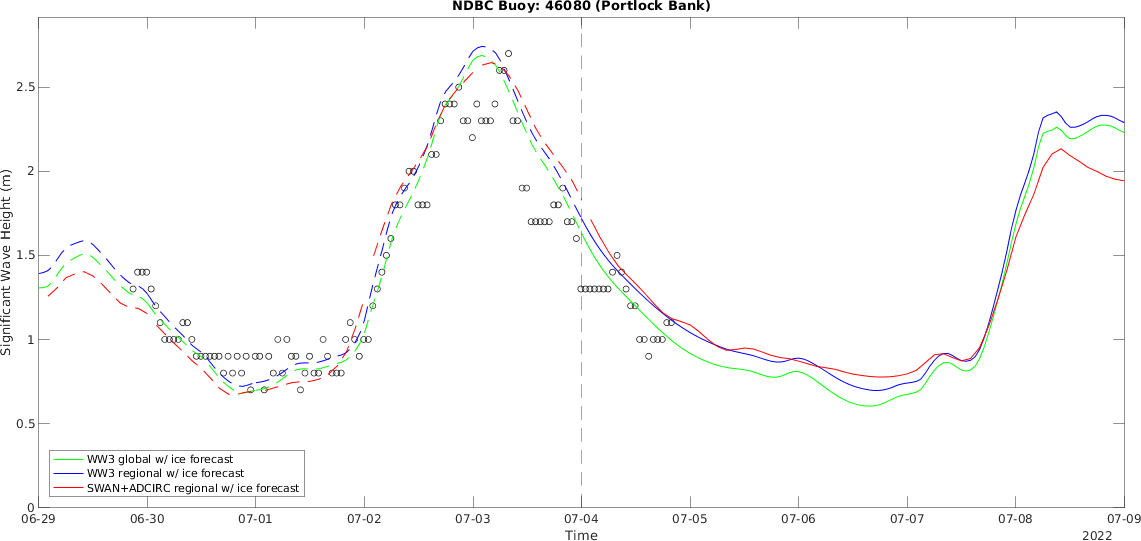 NDBC Buoy: 46080 (Portlock Bank)
Significant Wave Height (m)
2.5
2
1.5
1
0.5
0
WW3 global w/ ice forecast
WW3 regional w/ ice forecast
SWAN+ADCIRC regional w/ ice forecast
06-29 06-30 07-01 07-02 07-03 07-04 07-05 07-06 07-07 07-08 07-09
Time
2022